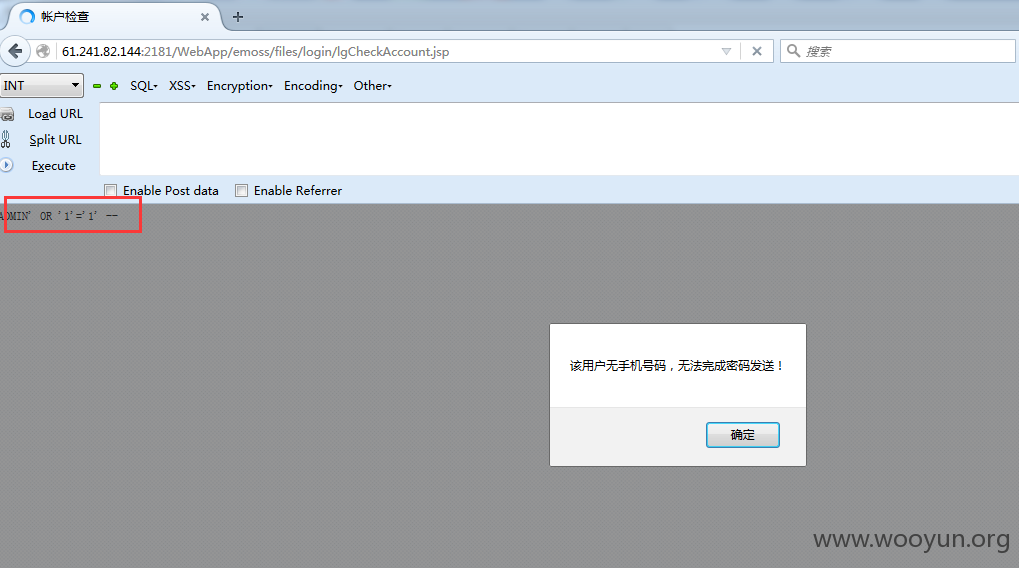 帐户检查
61.241.82.144:2181/WebApp/emoss/files/login/lgCheckAccount.jsp
搜索
INT
SQL XSS Encryption Encoding Other
Load URL
Split URL
Execute
Enable Post data Enable Referrer
ADMIN' OR '1'='1' --
该用户无手机号码，无法完成密码发送！
确定
www.wooyun.org